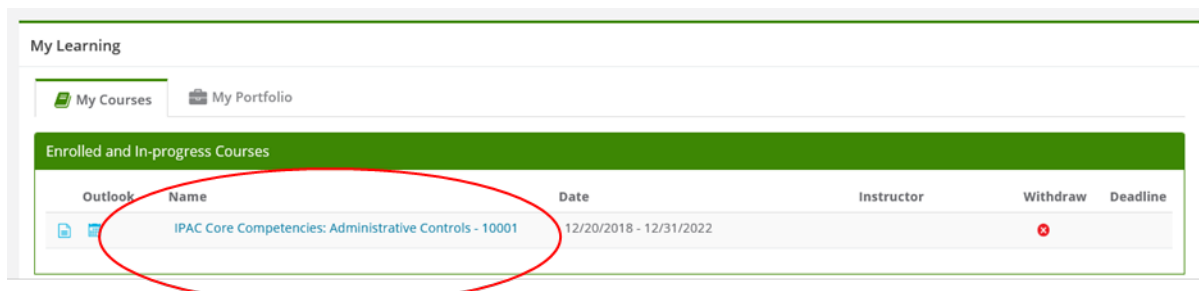 My Learning
My Courses My Portfolio
Enrolled and In-progress Courses
Outlook Name Date Instructor Withdraw Deadline
IPAC Core Competencies: Administrative Controls - 10001 12/20/2018 - 12/31/2022